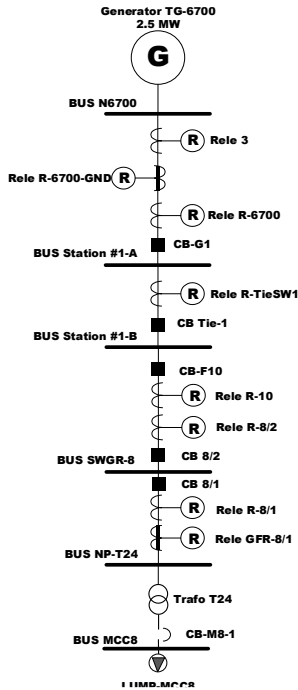 Generator TG-6700
2.5 MW
G
BUS N6700
R Rele 3
Rele R-6700-GND R
R Rele R-6700
CB-G1
BUS Station #1-A
R Rele R-TieSW1
CB Tie-1
BUS Station #1-B
CB-F10
R Rele R-10
R Rele R-8/2
CB 8/2
BUS SWGR-8
CB 8/1
R Rele R-8/1
R Rele GFR-8/1
BUS NP-T24
Trafo T24
CB-M8-1
BUS MCC8
LUMP-MCC8